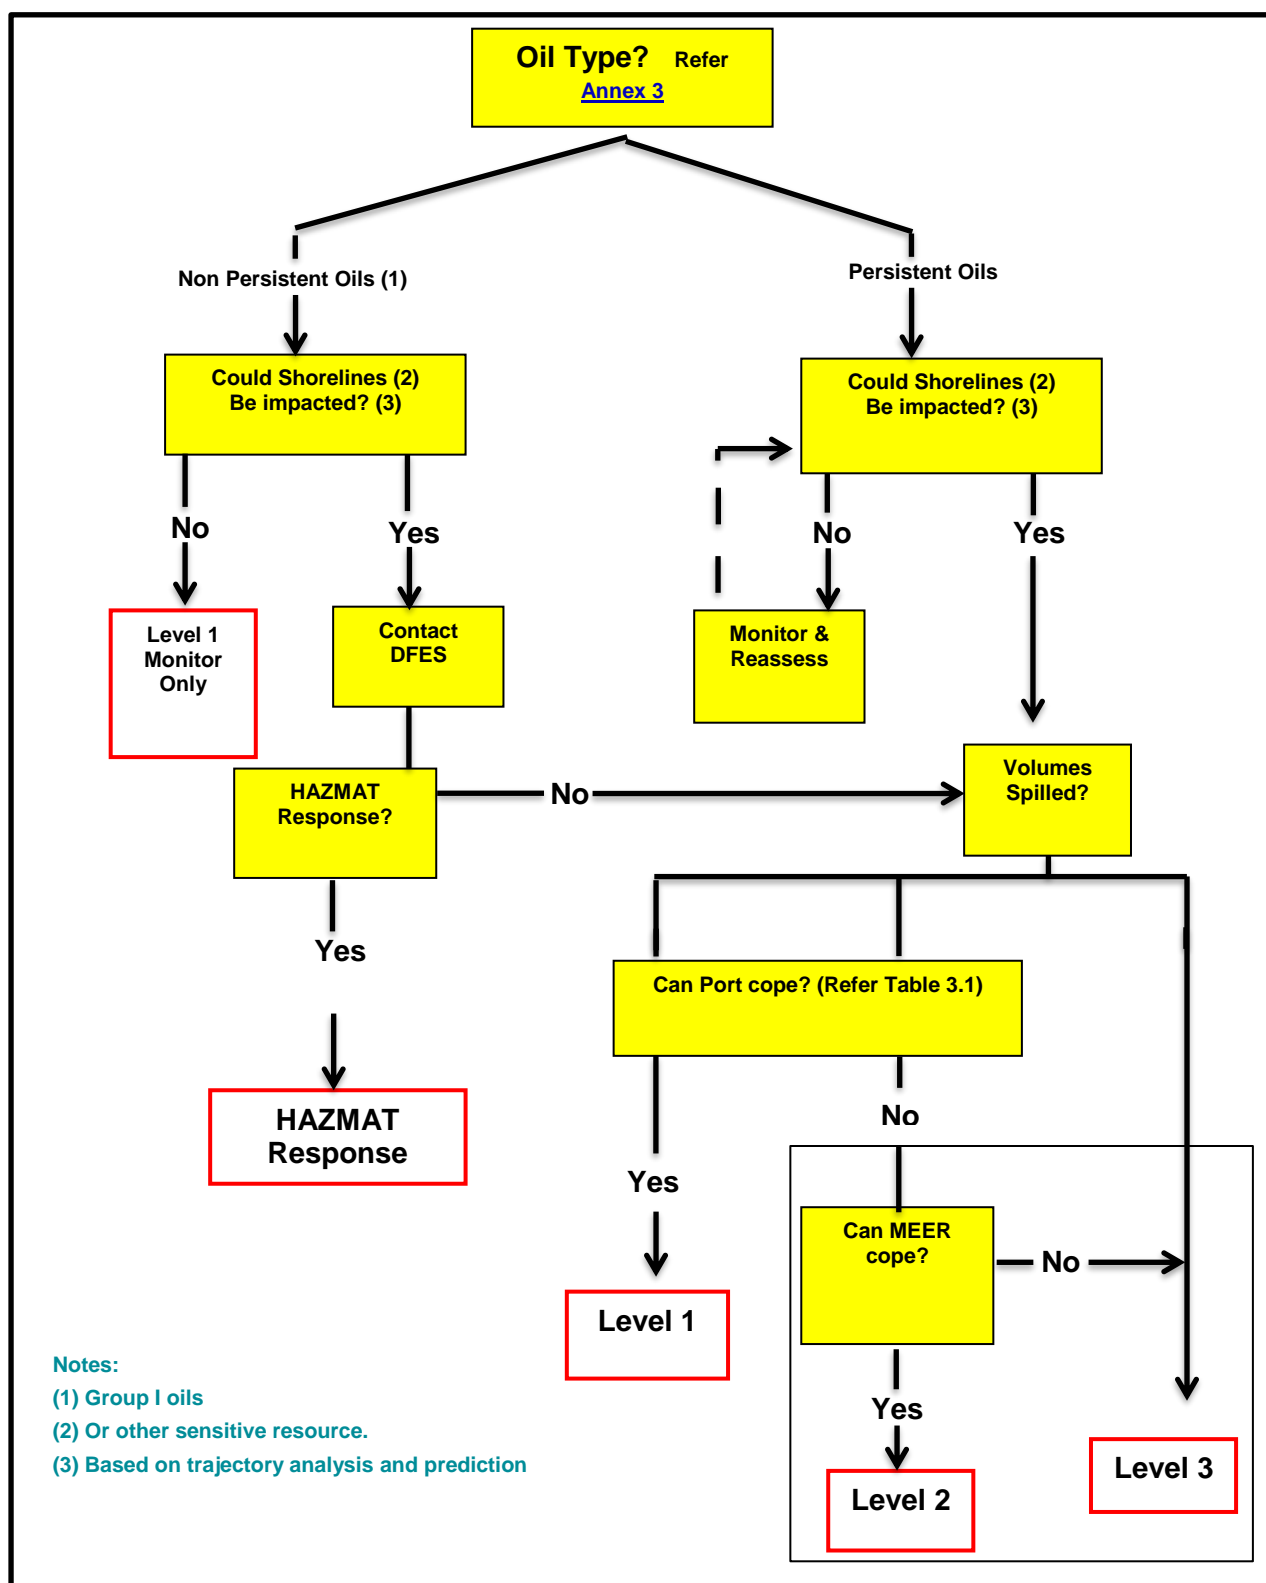 Oil Type? Refer
Annex 3
Non Persistent Oils (1)
Persistent Oils
Could Shorelines (2)
Be impacted? (3)
Could Shorelines (2)
Be impacted? (3)
No
Yes
No
Yes
Level 1
Monitor
Only
Contact
DFES
Monitor &
Reassess
HAZMAT
Response?
No
Volumes
Spilled?
Yes
Can Port cope? (Refer Table 3.1)
HAZMAT
Response
No
Yes
Can MEER
cope?
No
Level 1
Notes:
(1) Group I oils
(2) Or other sensitive resource.
(3) Based on trajectory analysis and prediction
Yes
Level 2
Level 3